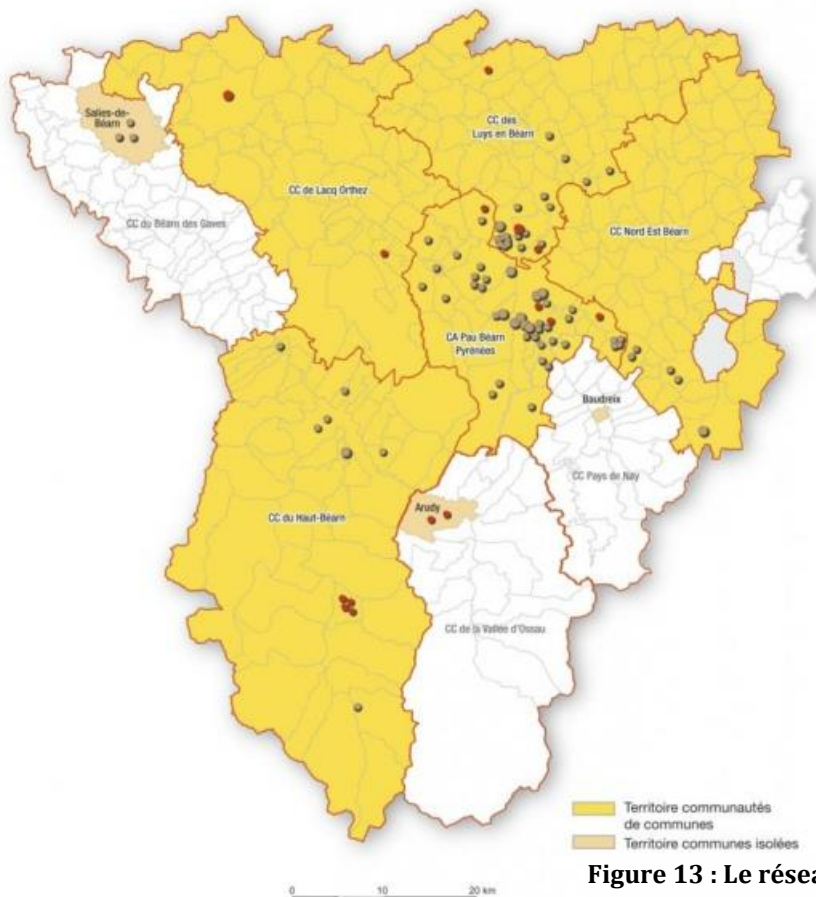 Salies-de-
Béarn
CC du Béarn des Gaves
CC de Lacq Orthez
CC des
Luys en Béarn
CC Nord Est Béarn
CA Pau Béarn
Pyrénées
Baudreix
CC Pays de Nay
Arudy
CC du Haut-Béarn
CC de la Vallée d'Ossau
Territoire communautés
de communes
Territoire communes isolées
0 10 20 km
Figure 13 : Le résea